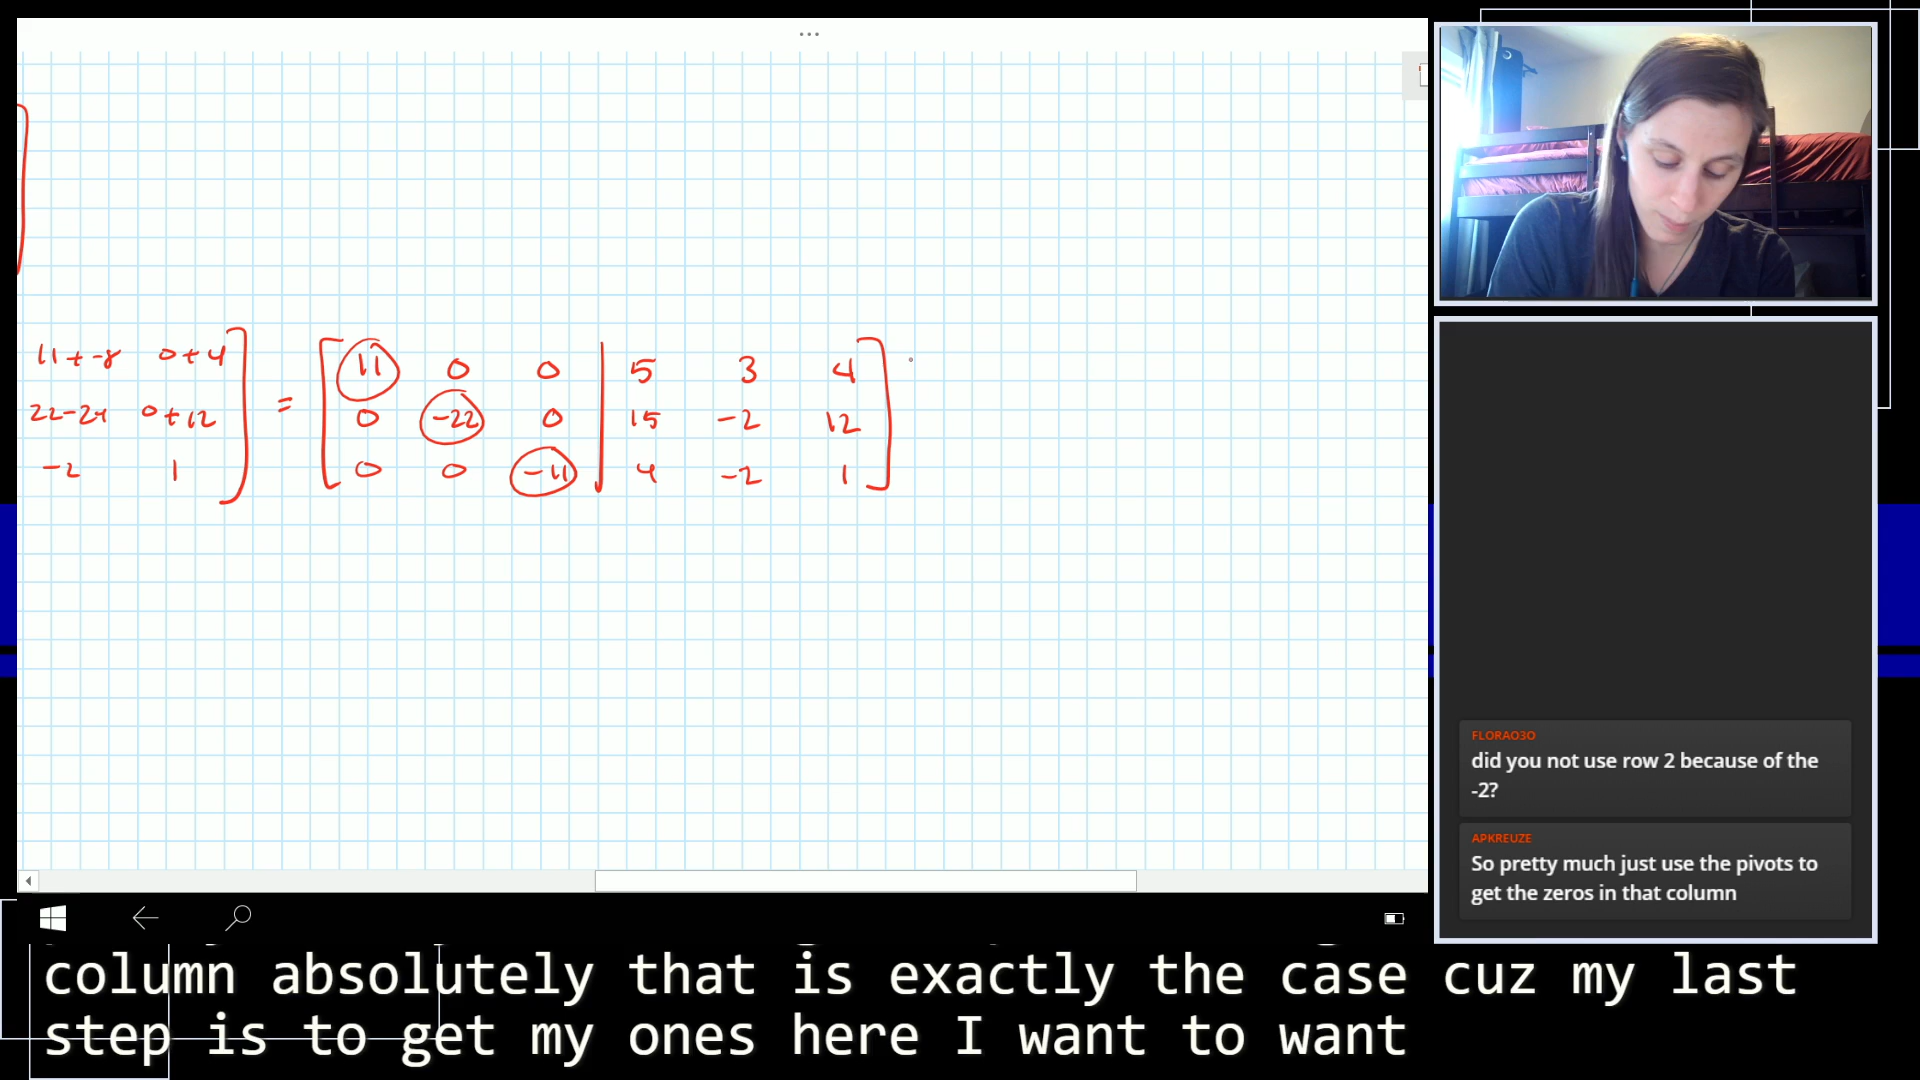 11+-8 0+4
22-24 0+12
-2 1
=
11 0 0 5 3 4
0 -22 0 15 -2 12
0 0 -11 4 -2 1
FLORAO3O
did you not use row 2 because of the
-2?
APKREUZE
So pretty much just use the pivots to
get the zeros in that column
column absolutely that is exactly the case cuz my last
step is to get my ones here I want to want